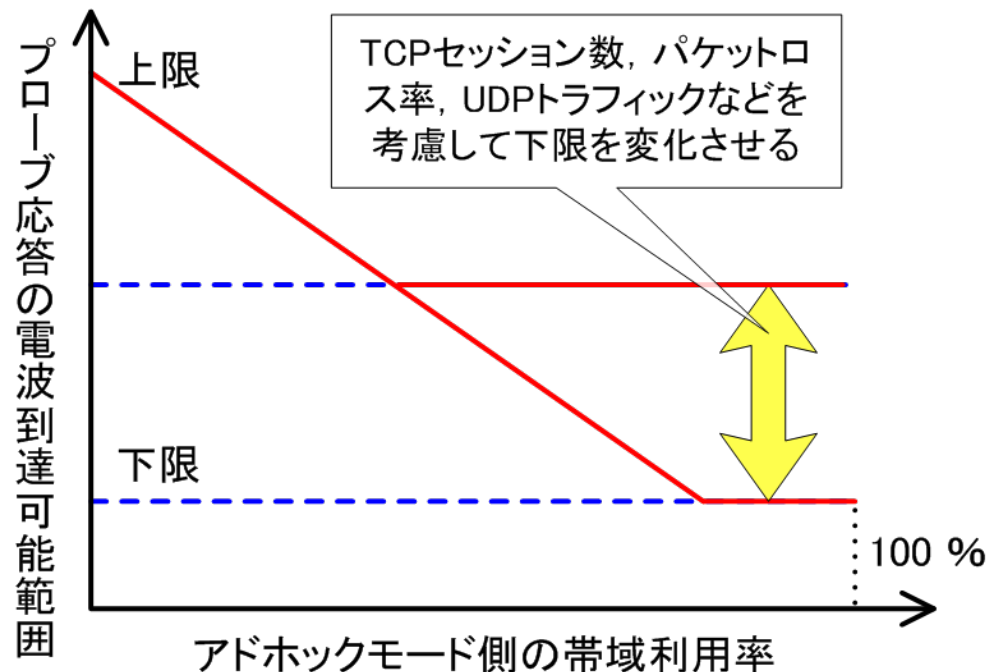 プローブ応答の電波到達可能範囲
上限
TCPセッション数，パケットロ
ス率，UDPトラフィックなどを
考慮して下限を変化させる
下限
100 %
アドホックモード側の帯域利用率